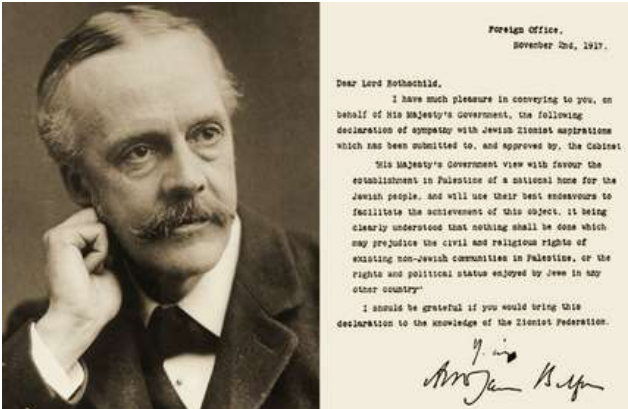 Foreign Office,
November 2nd, 1917.
Dear Lord Rothschild,
I have much pleasure in conveying to you, on
behalf of His Majesty's Government, the following
declaration of sympathy with Jewish Zionist aspirations
which has been submitted to, and approved by, the Cabinet
"His Majesty's Government view with favour the
establishment in Palestine of a national home for the
Jewish people, and will use their best endeavours to
facilitate the achievement of this object, it being
clearly understood that nothing shall be done which
may prejudice the civil and religious rights of
existing non-Jewish communities in Palestine, or the
rights and political status enjoyed by Jews in any
other country"
I should be grateful if you would bring this
declaration to the knowledge of the Zionist Federation.
Arthur James Balfour